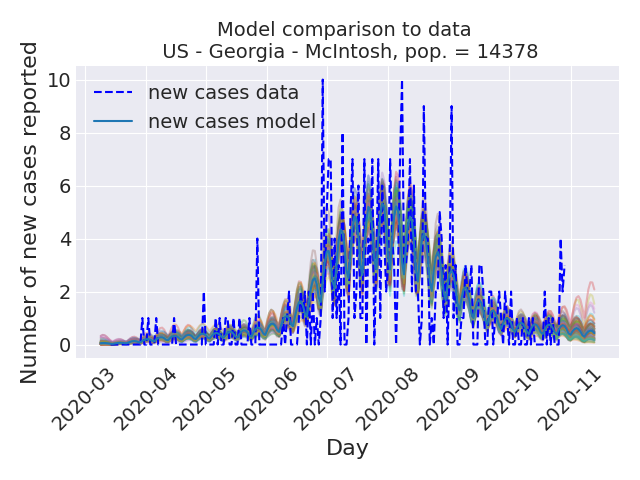 Model comparison to data
US - Georgia - McIntosh, pop. = 14378
Number of new cases reported
10
8
6
4
2
0
new cases data
new cases model
2020-03
2020-04
2020-05
2020-06
2020-07
2020-08
2020-09
2020-10
2020-11
Day